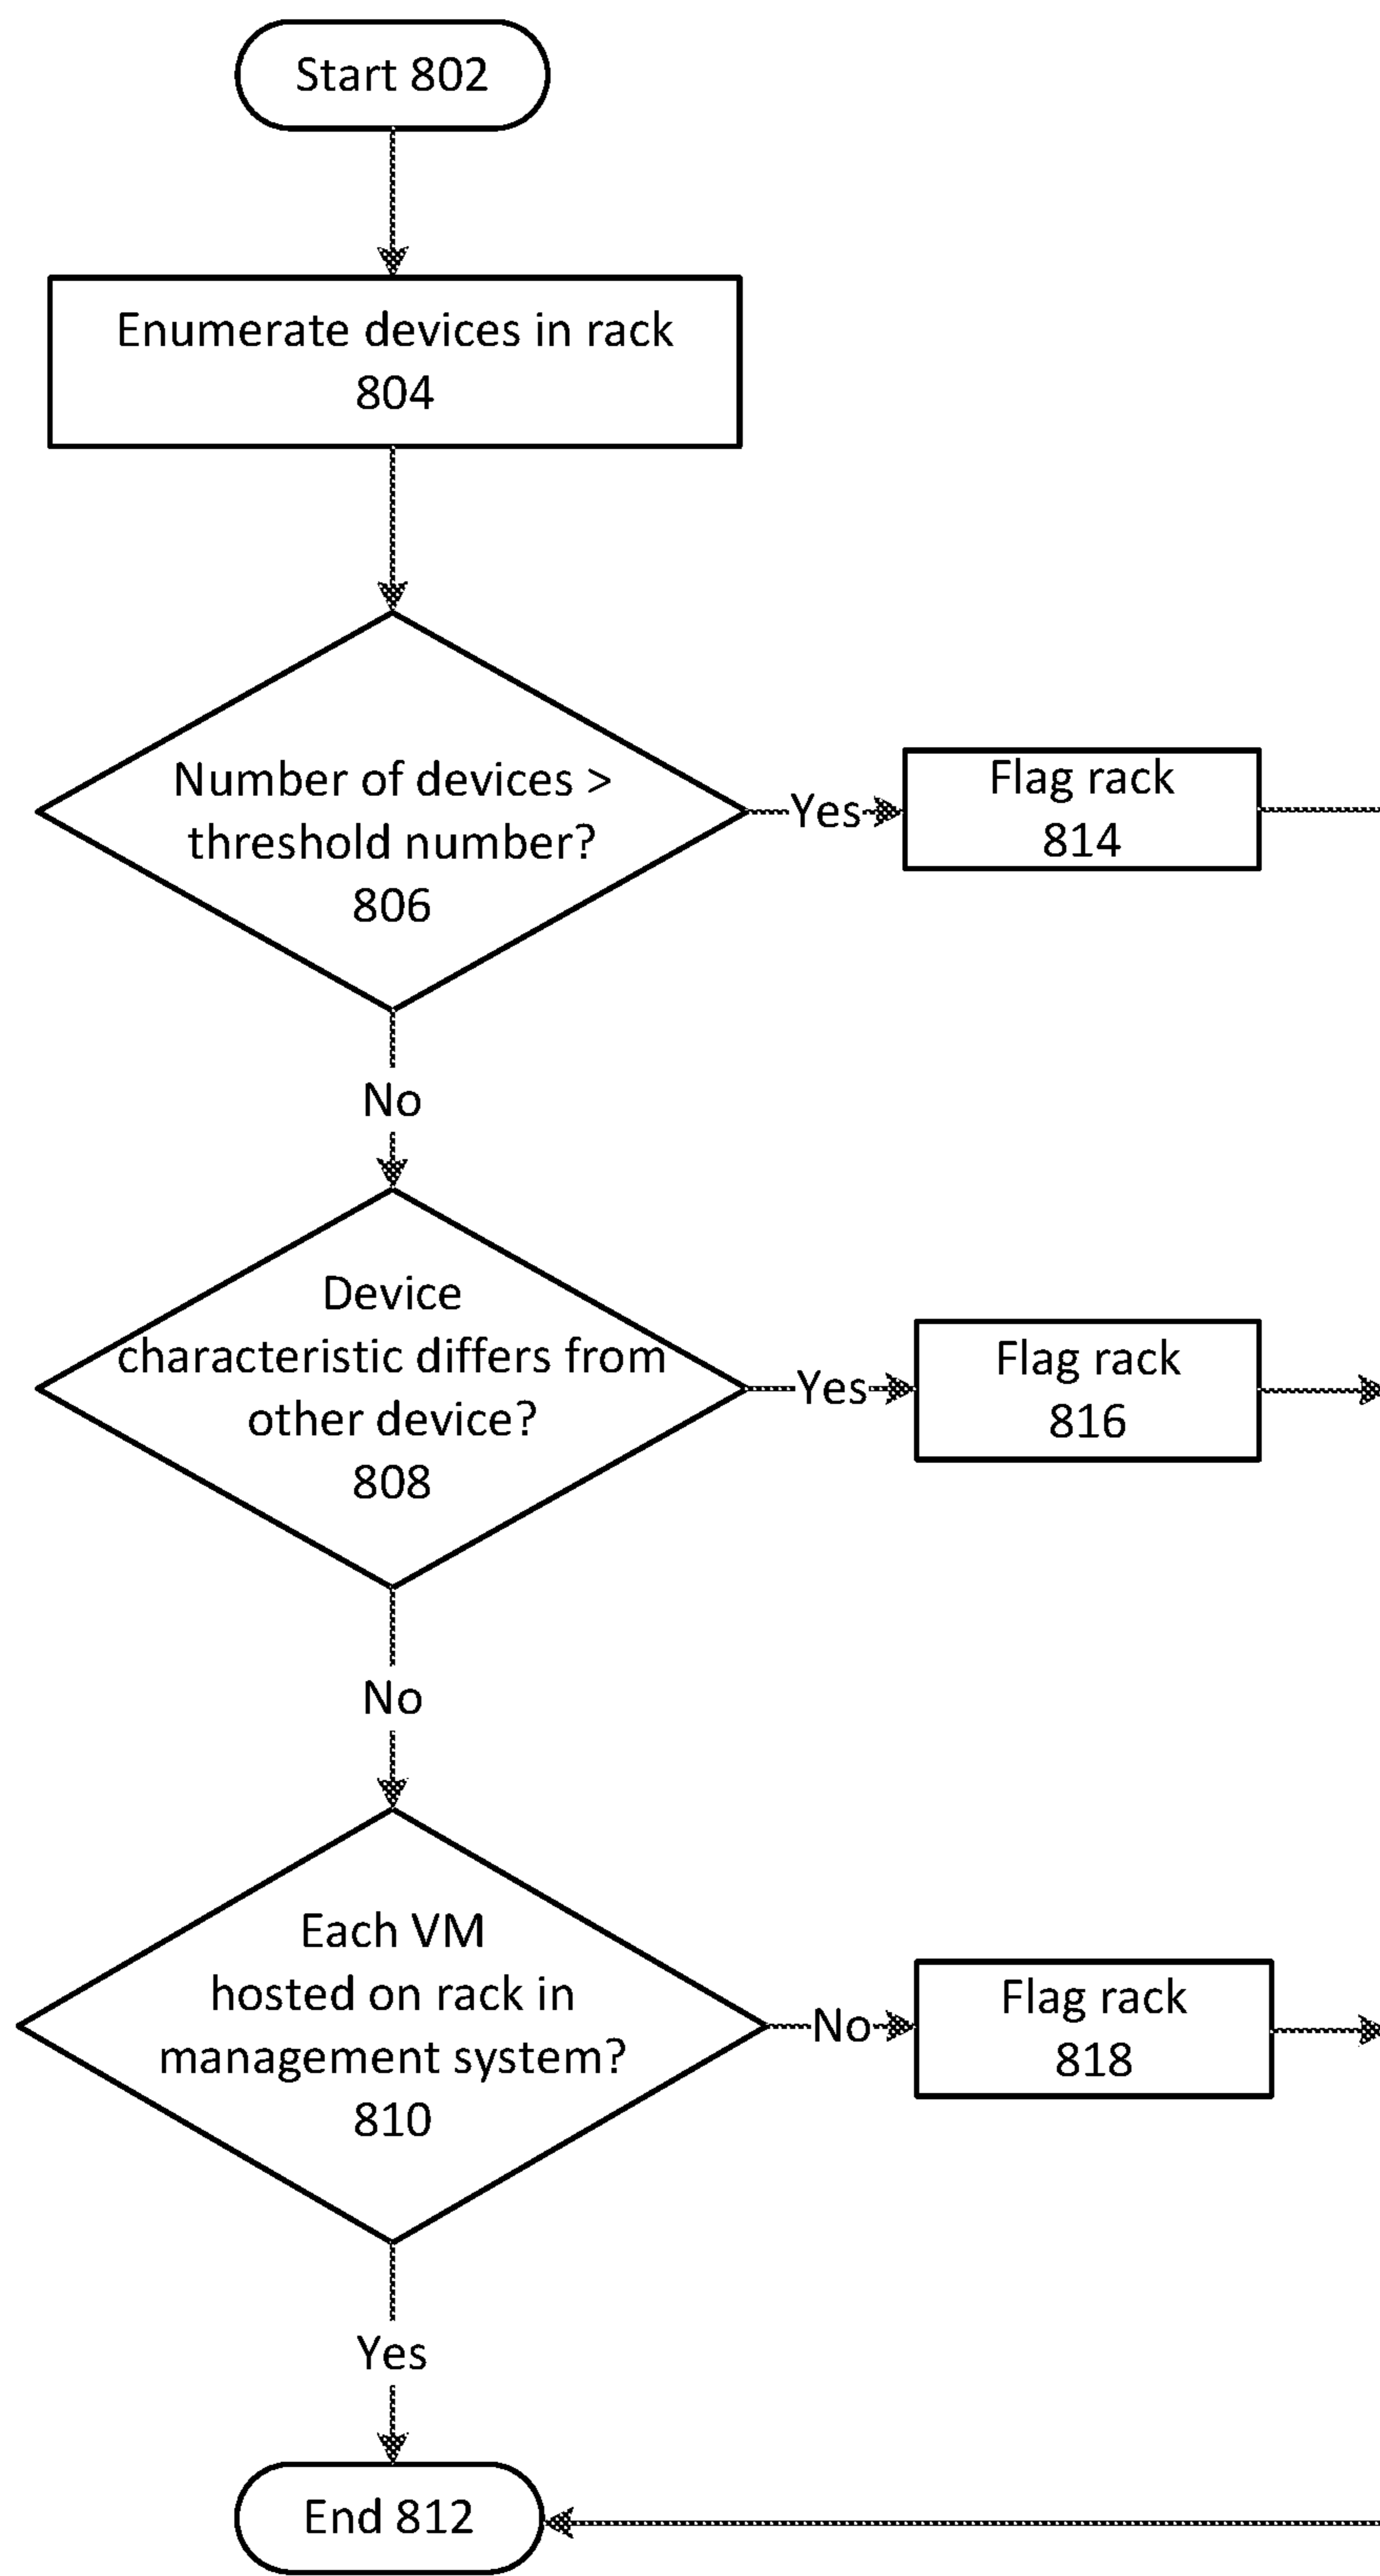 Start 802
Enumerate devices in rack
804
Number of devices >
threshold number?
806
Yes
Flag rack
814
No
Device
characteristic differs from
other device?
808
Yes
Flag rack
816
No
Each VM
hosted on rack in
management system?
810
No
Flag rack
818
Yes
End 812